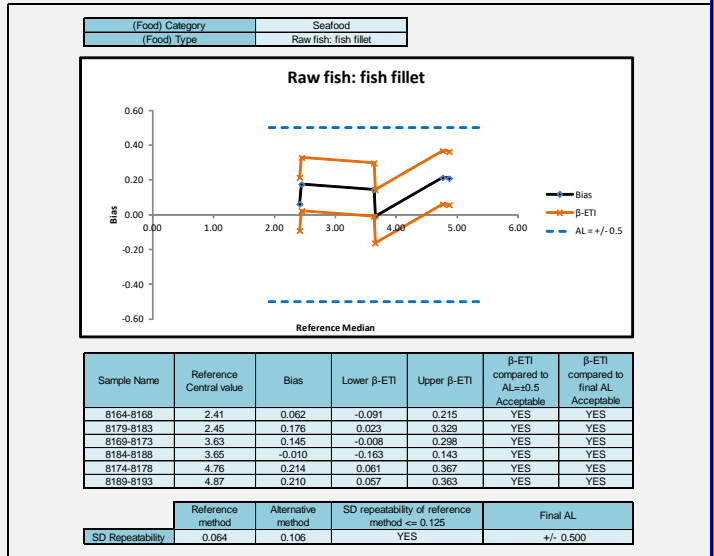 (Food) Category Seafood
(Food) Type Raw fish: fish fillet
Raw fish: fish fillet
0.60
0.40
0.20
0.00
-0.20
-0.40
-0.60
0.00 1.00 2.00 3.00 4.00 5.00 6.00
Bias
Reference Median
Bias
β-ETI
AL = +/- 0.5
Sample Name Reference Central value Bias Lower β-ETI Upper β-ETI β-ETI compared to AL=±0.5 Acceptable β-ETI compared to final AL Acceptable
8164-8168 2.41 0.062 -0.091 0.215 YES YES
8179-8183 2.45 0.176 0.023 0.329 YES YES
8169-8173 3.63 0.145 -0.008 0.298 YES YES
8184-8188 3.65 -0.010 -0.163 0.143 YES YES
8174-8178 4.76 0.214 0.061 0.367 YES YES
8189-8193 4.87 0.210 0.057 0.363 YES YES
Reference method Alternative method SD repeatability of reference method <= 0.125 Final AL
SD Repeatability 0.064 0.106 YES +/- 0.500